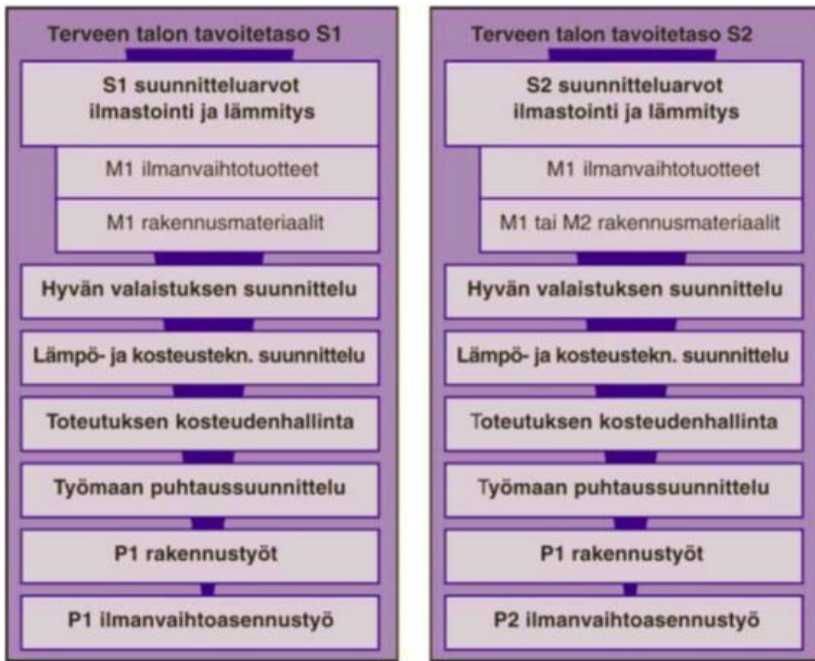 Terveen talon tavoitetaso S1
S1 suunnitteluarvot
ilmastointi ja lämmitys
M1 ilmanvaihtotuotteet
M1 rakennusmateriaalit
Hyvän valaistuksen suunnittelu
Lämpö- ja kosteustekn. suunnittelu
Toteutuksen kosteudenhallinta
Työmaan puhtaussuunnittelu
P1 rakennustyöt
P1 ilmanvaihtoasennustyö
Terveen talon tavoitetaso S2
S2 suunnitteluarvot
ilmastointi ja lämmitys
M1 ilmanvaihtotuotteet
M1 tai M2 rakennusmateriaalit
Hyvän valaistuksen suunnittelu
Lämpö- ja kosteustekn. suunnittelu
Toteutuksen kosteudenhallinta
Työmaan puhtaussuunnittelu
P1 rakennustyöt
P2 ilmanvaihtoasennustyö